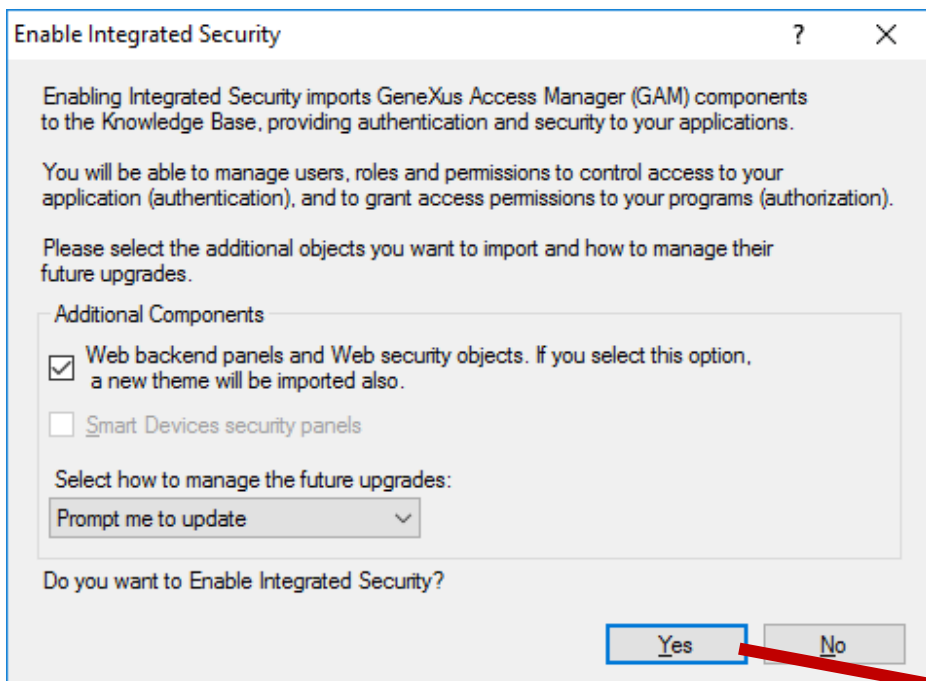 Enable Integrated Security
?
Enabling Integrated Security imports GeneXus Access Manager (GAM) components
to the Knowledge Base, providing authentication and security to your applications.
You will be able to manage users, roles and permissions to control access to your
application (authentication), and to grant access permissions to your programs (authorization).
Please select the additional objects you want to import and how to manage their
future upgrades.
Additional Components
Web backend panels and Web security objects. If you select this option,
a new theme will be imported also.
Smart Devices security panels
Select how to manage the future upgrades:
Prompt me to update
Do you want to Enable Integrated Security?
Yes No